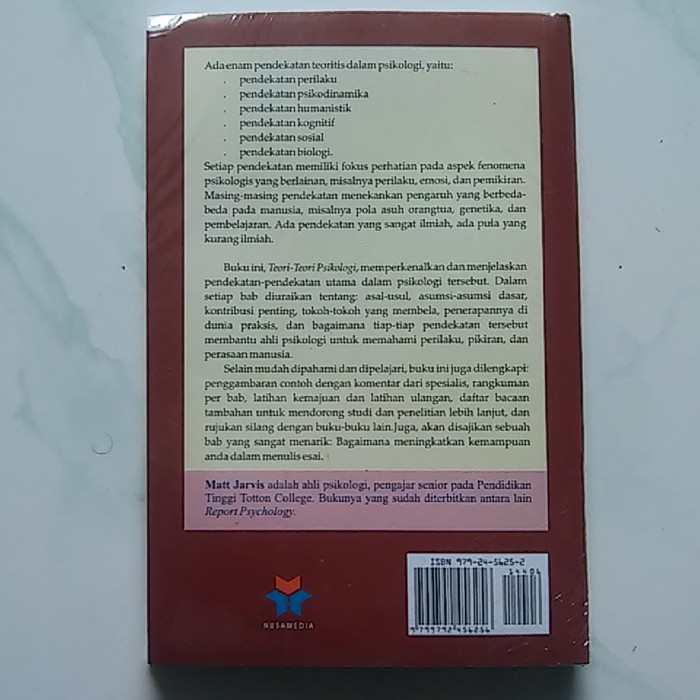 Ada enam pendekatan teoritis dalam psikologi, yaitu:
. pendekatan perilaku
. pendekatan psikodinamika
. pendekatan humanistik
. pendekatan kognitif
. pendekatan sosial
. pendekatan biologi.
Setiap pendekatan memiliki fokus perhatian pada aspek fenomena
psikologis yang berlainan, misalnya perilaku, emosi, dan pemikiran.
Masing-masing pendekatan menekankan pengaruh yang berbeda-
beda pada manusia, misalnya pola asuh orangtua, genetika, dan
pembelajaran. Ada pendekatan yang sangat ilmiah, ada pula yang
kurang ilmiah.
Buku ini, Teori-Teori Psikologi, memperkenalkan dan menjelaskan
pendekatan-pendekatan utama dalam psikologi tersebut. Dalam
setiap bab diuraikan tentang: asal-usul, asumsi-asumsi dasar,
kontribusi penting, tokoh-tokoh yang membela, penerapannya di
dunia praksis, dan bagaimana tiap-tiap pendekatan tersebut
membantu ahli psikologi untuk memahami perilaku, pikiran, dan
perasaan manusia.
Selain mudah dipahami dan dipelajari, buku ini juga dilengkapi:
penggambaran contoh dengan komentar dari spesialis, rangkuman
per bab, latihan kemajuan dan latihan ulangan, daftar bacaan
tambahan untuk mendorong studi dan penelitian lebih lanjut, dan
rujukan silang dengan buku-buku lain.Juga, akan disajikan sebuah
bab yang sangat menarik: Bagaimana meningkatkan kemampuan
anda dalam menulis esai.
Matt Jarvis adalah ahli psikologi, pengajar senior pada Pendidikan
Tinggi Totton College. Bukunya yang sudah diterbitkan antara lain
Report Psychology.
ISBN 979-24-5625-2
14406
9 799792 456256
NUSAMEDIA